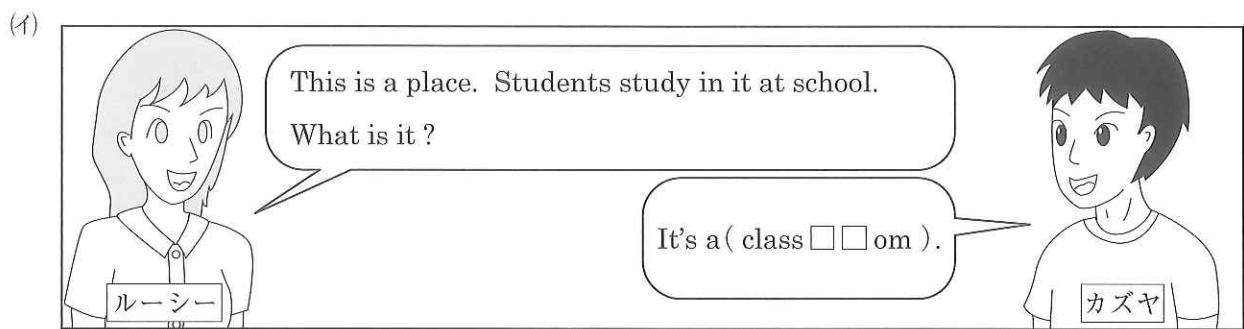 (イ)
This is a place. Students study in it at school.
What is it ?
It's a ( class□□om ).
ルーシー
カズヤ